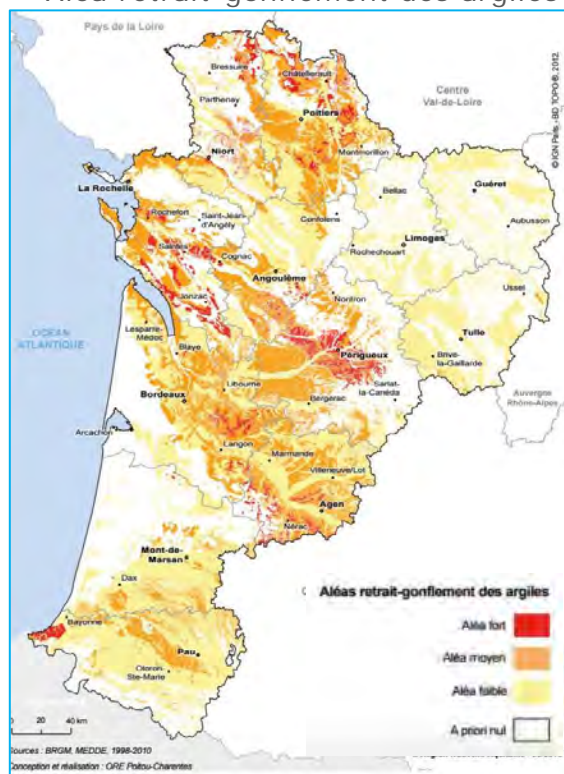 Aléa retrait-gonflement des argiles
Pays de la Loire
© IGN Paris - BD TOPO®, 2012.
Bressuire
Châtellerault
Parthenay
Poitiers
Centre
Val-de-Loire
Niort
Montmorillon
La Rochelle
Bellac
Guéret
Rochefort
Saint-Jean-
d'Angély
Confolens
Aubusson
Limoges
Saintes
Cognac
Rochechouart
Angoulême
Jonzac
Nontron
Ussel
OCÉAN
ATLANTIQUE
Lesparre-
Médoc
Tulle
Blaye
Périgueux
Brive-
la-Gaillarde
Libourne
Sarlat-
la-Canéda
Auvergne
Rhône-Alpes
Bordeaux
Bergerac
Arcachon
Langon
Marmande
Villeneuve/Lot
Agen
Nérac
Mont-de-
Marsan
Dax
Aléas retrait-gonflement des argiles
Bayonne
Aléa fort
Pau
Aléa moyen
Oloron-
Ste-Marie
Aléa faible
0 20 40 km
A priori nul
Sources : BRGM, MEDDE, 1998-2010
Conception et réalisation : ORE Poitou-Charentes